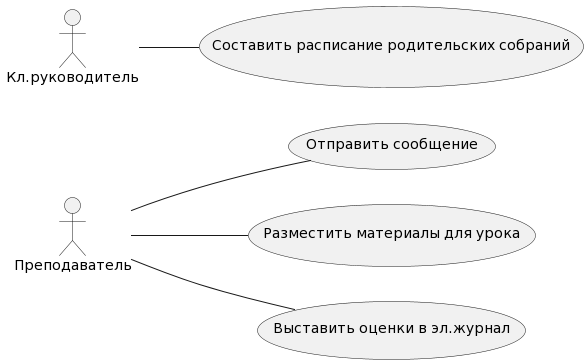 Составить расписание родительских собраний
Кл.руководитель
Отправить сообщение
Разместить материалы для урока
Преподаватель
Выставить оценки в эл.журнал